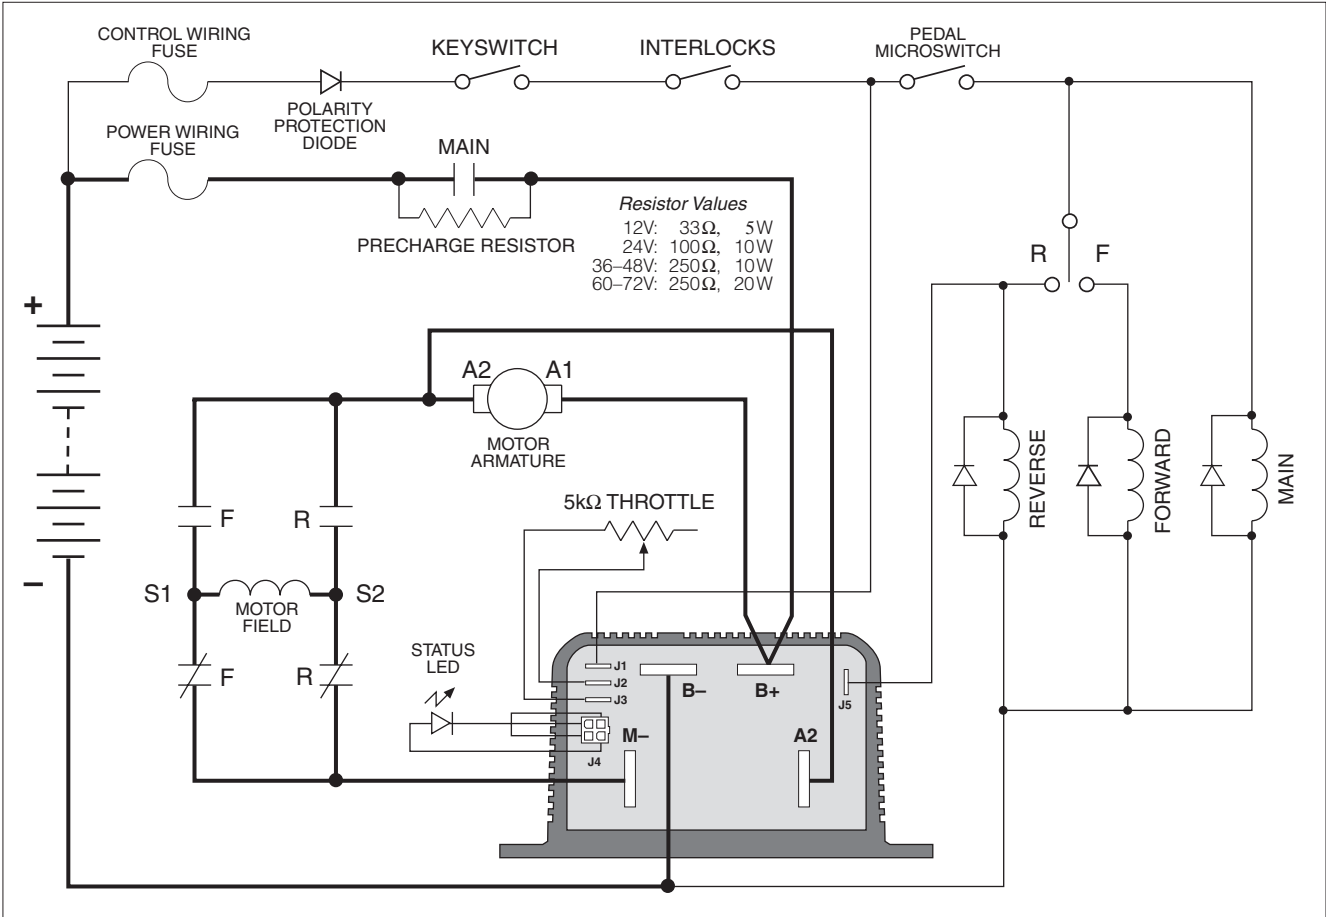 CONTROL WIRING
FUSE
KEYSWITCH
INTERLOCKS
PEDAL
MICROSWITCH
POLARITY
PROTECTION
DIODE
POWER WIRING
FUSE
MAIN
PRECHARGE RESISTOR
Resistor Values
12V: 33Ω, 5W
24V: 100Ω, 10W
36–48V: 250Ω, 10W
60–72V: 250Ω, 20W
R F
+
–
A2 A1
MOTOR
ARMATURE
REVERSE
FORWARD
MAIN
5kΩ THROTTLE
F R
S1 S2
MOTOR
FIELD
F R
STATUS
LED
J1
J2
J3
J4
B–
B+
J5
M–
A2